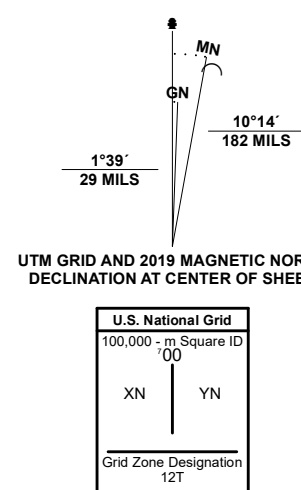 MN
GN
10°14´
182 MILS
1°39´
29 MILS
UTM GRID AND 2019 MAGNETIC NOR
DECLINATION AT CENTER OF SHEE
U.S. National Grid
100,000 - m Square ID
⁷00
XN YN
Grid Zone Designation
12T